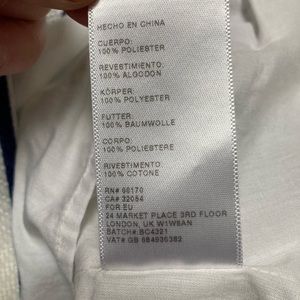 HECHO EN CHINA
CUERPO:
100% POLIESTER
REVESTIMIENTO:
100% ALGODON
KÖRPER:
100% POLYESTER
FUTTER:
100% BAUMWOLLE
CORPO:
100% POLIESTERE
RIVESTIMENTO:
100% COTONE
RN# 66170
CA# 32054
FOR EU
24 MARKET PLACE 3RD FLOOR
LONDON, UK W1W8AN
BATCH#:BC4321
VAT# GB 684936382